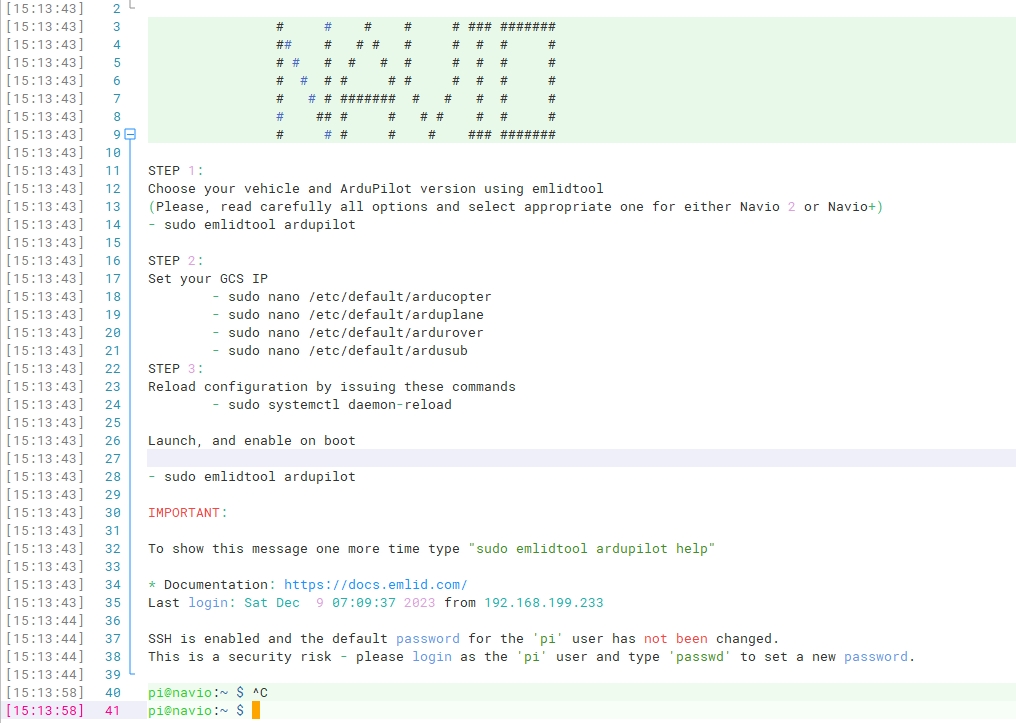 [15:13:43] 2
[15:13:43] 3 #     #    #    #     # ### #######
[15:13:43] 4 ##    #   # #   #     #  #  #     #
[15:13:43] 5 # #   #  #   #  #     #  #  #     #
[15:13:43] 6 #  #  # #     # #     #  #  #     #
[15:13:43] 7 #   # # #######  #   #   #  #     #
[15:13:43] 8 #    ## #     #   # #    #  #     #
[15:13:43] 9 #     # #     #    #    ### #######
[15:13:43] 10
[15:13:43] 11 STEP 1:
[15:13:43] 12 Choose your vehicle and ArduPilot version using emlidtool
[15:13:43] 13 (Please, read carefully all options and select appropriate one for either Navio 2 or Navio+)
[15:13:43] 14 - sudo emlidtool ardupilot
[15:13:43] 15
[15:13:43] 16 STEP 2:
[15:13:43] 17 Set your GCS IP
[15:13:43] 18 - sudo nano /etc/default/arducopter
[15:13:43] 19 - sudo nano /etc/default/arduplane
[15:13:43] 20 - sudo nano /etc/default/ardurover
[15:13:43] 21 - sudo nano /etc/default/ardusub
[15:13:43] 22 STEP 3:
[15:13:43] 23 Reload configuration by issuing these commands
[15:13:43] 24 - sudo systemctl daemon-reload
[15:13:43] 25
[15:13:43] 26 Launch, and enable on boot
[15:13:43] 27
[15:13:43] 28 - sudo emlidtool ardupilot
[15:13:43] 29
[15:13:43] 30 IMPORTANT:
[15:13:43] 31
[15:13:43] 32 To show this message one more time type "sudo emlidtool ardupilot help"
[15:13:43] 33
[15:13:43] 34 * Documentation: https://docs.emlid.com/
[15:13:43] 35 Last login: Sat Dec  9 07:09:37 2023 from 192.168.199.233
[15:13:44] 36
[15:13:44] 37 SSH is enabled and the default password for the 'pi' user has not been changed.
[15:13:44] 38 This is a security risk - please login as the 'pi' user and type 'passwd' to set a new password.
[15:13:44] 39
[15:13:58] 40 pi@navio:~ $ ^C
[15:13:58] 41 pi@navio:~ $